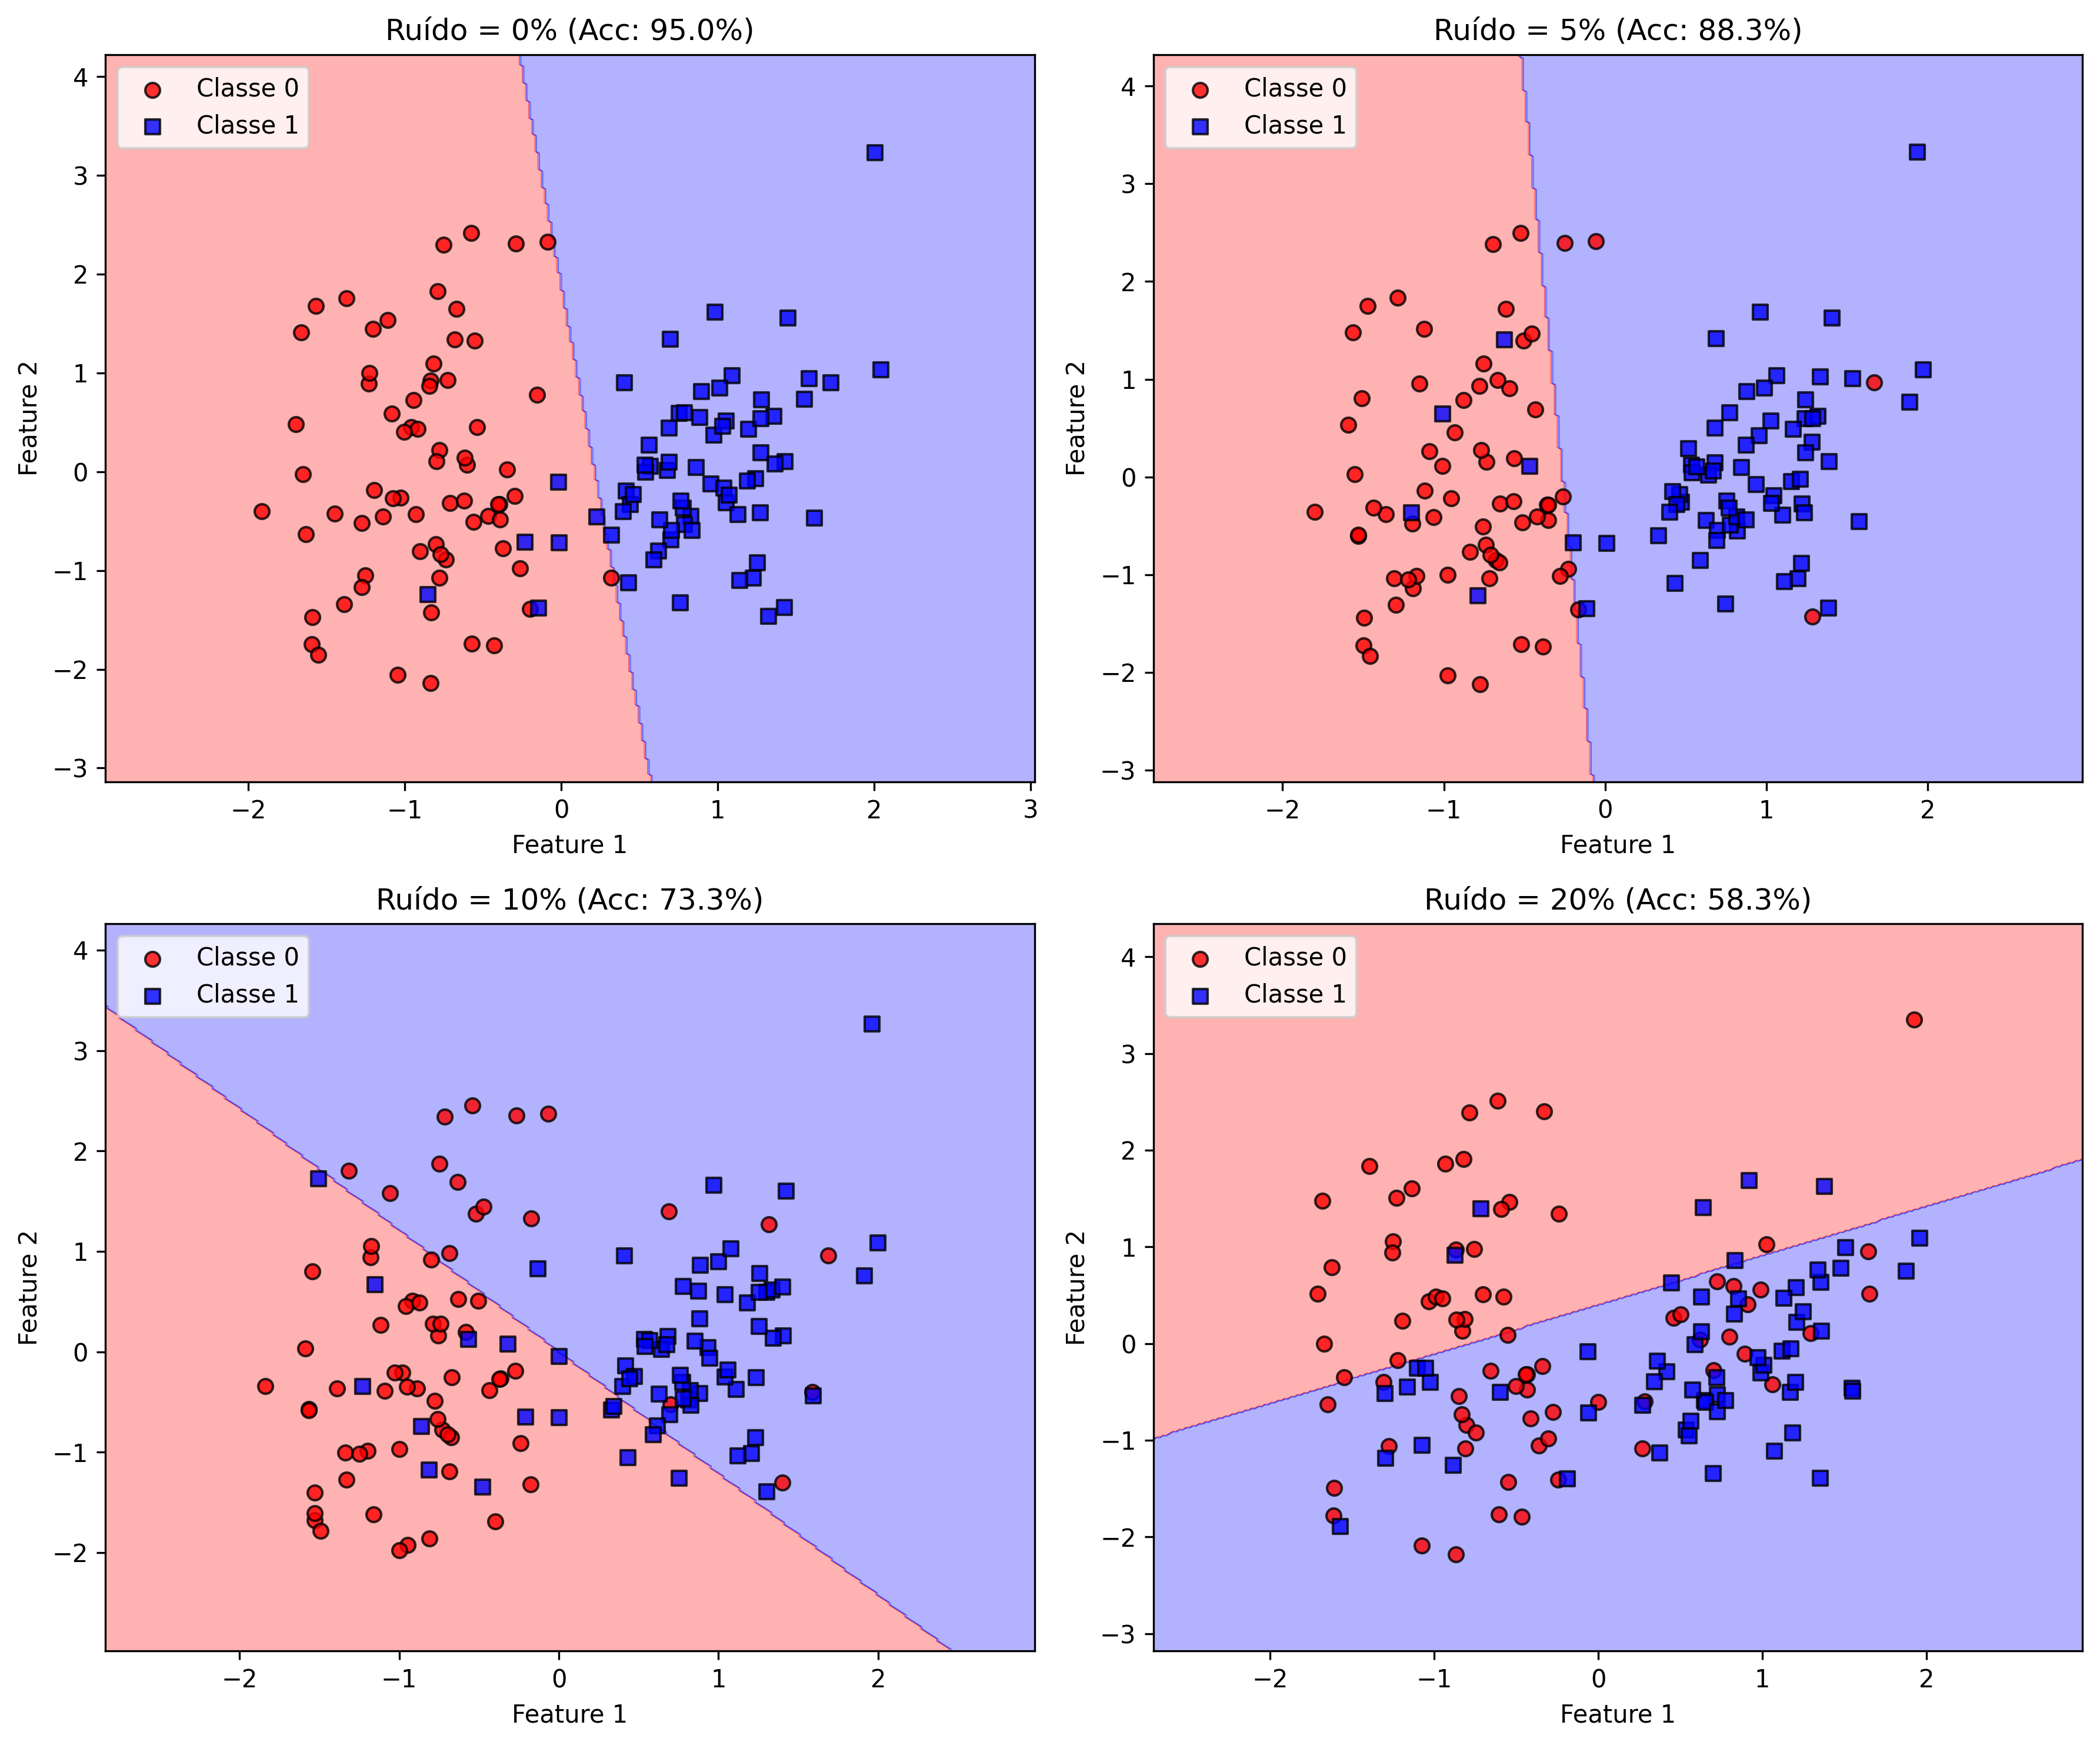 Ruído = 0% (Acc: 95.0%)
Classe 0
Classe 1
4
3
2
1
0
−1
−2
−3
Feature 2
−2
−1
0
1
2
3
Feature 1
Ruído = 5% (Acc: 88.3%)
Classe 0
Classe 1
4
3
2
1
0
−1
−2
−3
Feature 2
−2
−1
0
1
2
Feature 1
Ruído = 10% (Acc: 73.3%)
Classe 0
Classe 1
4
3
2
1
0
−1
−2
Feature 2
−2
−1
0
1
2
Feature 1
Ruído = 20% (Acc: 58.3%)
Classe 0
Classe 1
4
3
2
1
0
−1
−2
−3
Feature 2
−2
−1
0
1
2
Feature 1